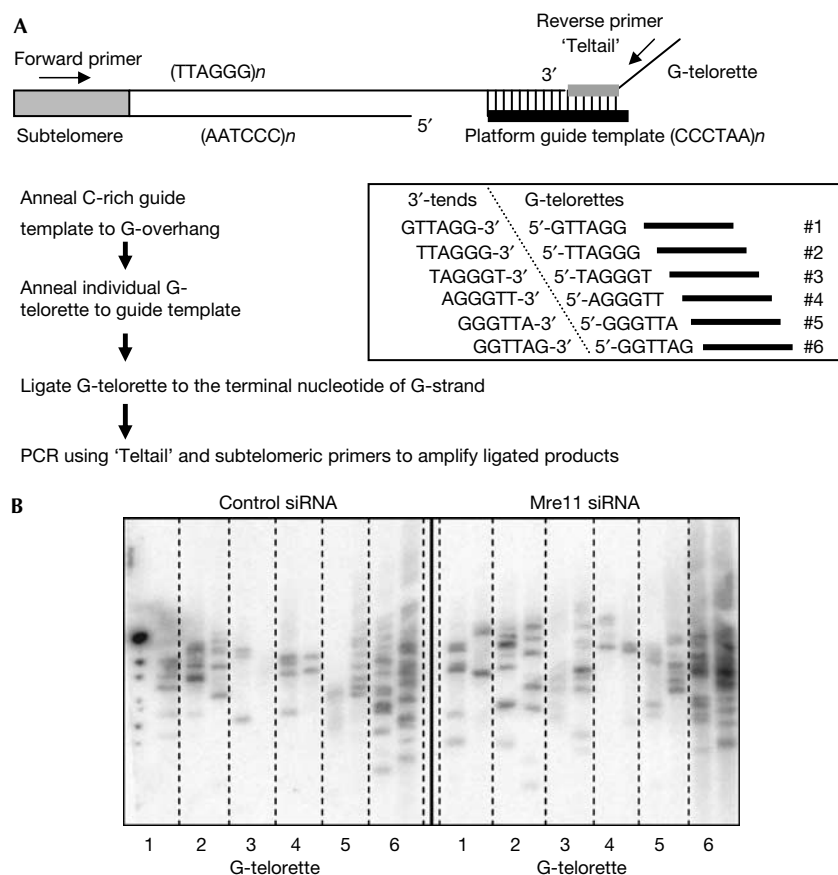 A
Forward primer
Reverse primer
‘Teltail’
G-telorette
(TTAGGG)n
3′
(AATCCC)n
5′
Subtelomere
Platform guide template (CCCTAA)n
Anneal C-rich guide
template to G-overhang
Anneal individual G-
telorette to guide template
Ligate G-telorette to the terminal nucleotide of G-strand
PCR using ‘Teltail’ and subtelomeric primers to amplify ligated products
3′-tends G-telorettes
GTTAGG-3′ 5′-GTTAGG #1
TTAGGG-3′ 5′-TTAGGG #2
TAGGGT-3′ 5′-TAGGGT #3
AGGGTT-3′ 5′-AGGGTT #4
GGGTTA-3′ 5′-GGGTTA #5
GGTTAG-3′ 5′-GGTTAG #6
B
Control siRNA Mre11 siRNA
1 2 3 4 5 6 1 2 3 4 5 6
G-telorette G-telorette